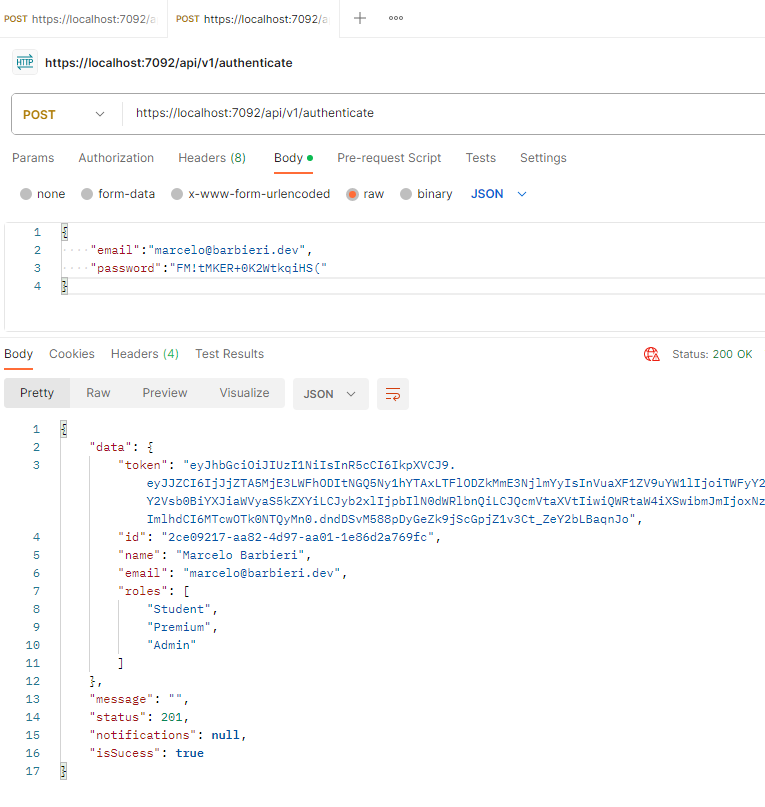 POST https://localhost:7092/a POST https://localhost:7092/a
HTTP https://localhost:7092/api/v1/authenticate
POST https://localhost:7092/api/v1/authenticate
Params Authorization Headers (8) Body Pre-request Script Tests Settings
none form-data x-www-form-urlencoded raw binary JSON
1 {
2 "email":"marcelo@barbieri.dev",
3 "password":"FM!tMKER+0K2WtkqiHS("
4 }
Body Cookies Headers (4) Test Results Status: 200 OK
Pretty Raw Preview Visualize JSON
1 {
2 "data": {
3 "token": "eyJhbGciOiJIUzI1NiIsInR5cCI6IkpXVCJ9.
eyJJZCI6IjJjZTA5MjE3LWFhODItNGQ5Ny1hYTAxLTFlODZkMmE3NjlmYyIsInVuaXF1ZV9uYW1lIjoiTWFyY2
Y2Vsb0BiYXJiaWVyaS5kZXYiLCJyb2xlIjpbIlN0dWRlbnQiLCJQcmVtaXVtIiwiQWRtaW4iXSwibmJmIjoxNz
ImlhdCI6MTcwOTk0NTQyMn0.dndDSvM588pDyGeZk9jScGpjZ1v3Ct_ZeY2bLBaqnJo",
4 "id": "2ce09217-aa82-4d97-aa01-1e86d2a769fc",
5 "name": "Marcelo Barbieri",
6 "email": "marcelo@barbieri.dev",
7 "roles": [
8 "Student",
9 "Premium",
10 "Admin"
11 ]
12 },
13 "message": "",
14 "status": 201,
15 "notifications": null,
16 "isSucess": true
17 }